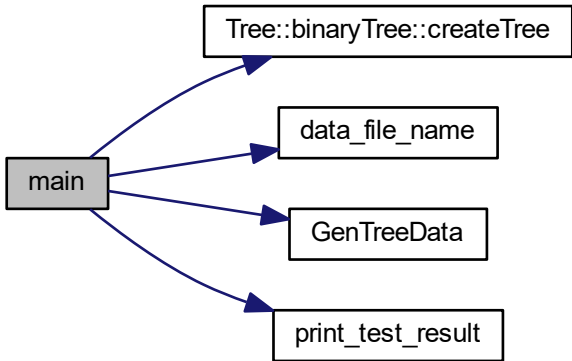 Tree::binaryTree::createTree
data_file_name
main
GenTreeData
print_test_result